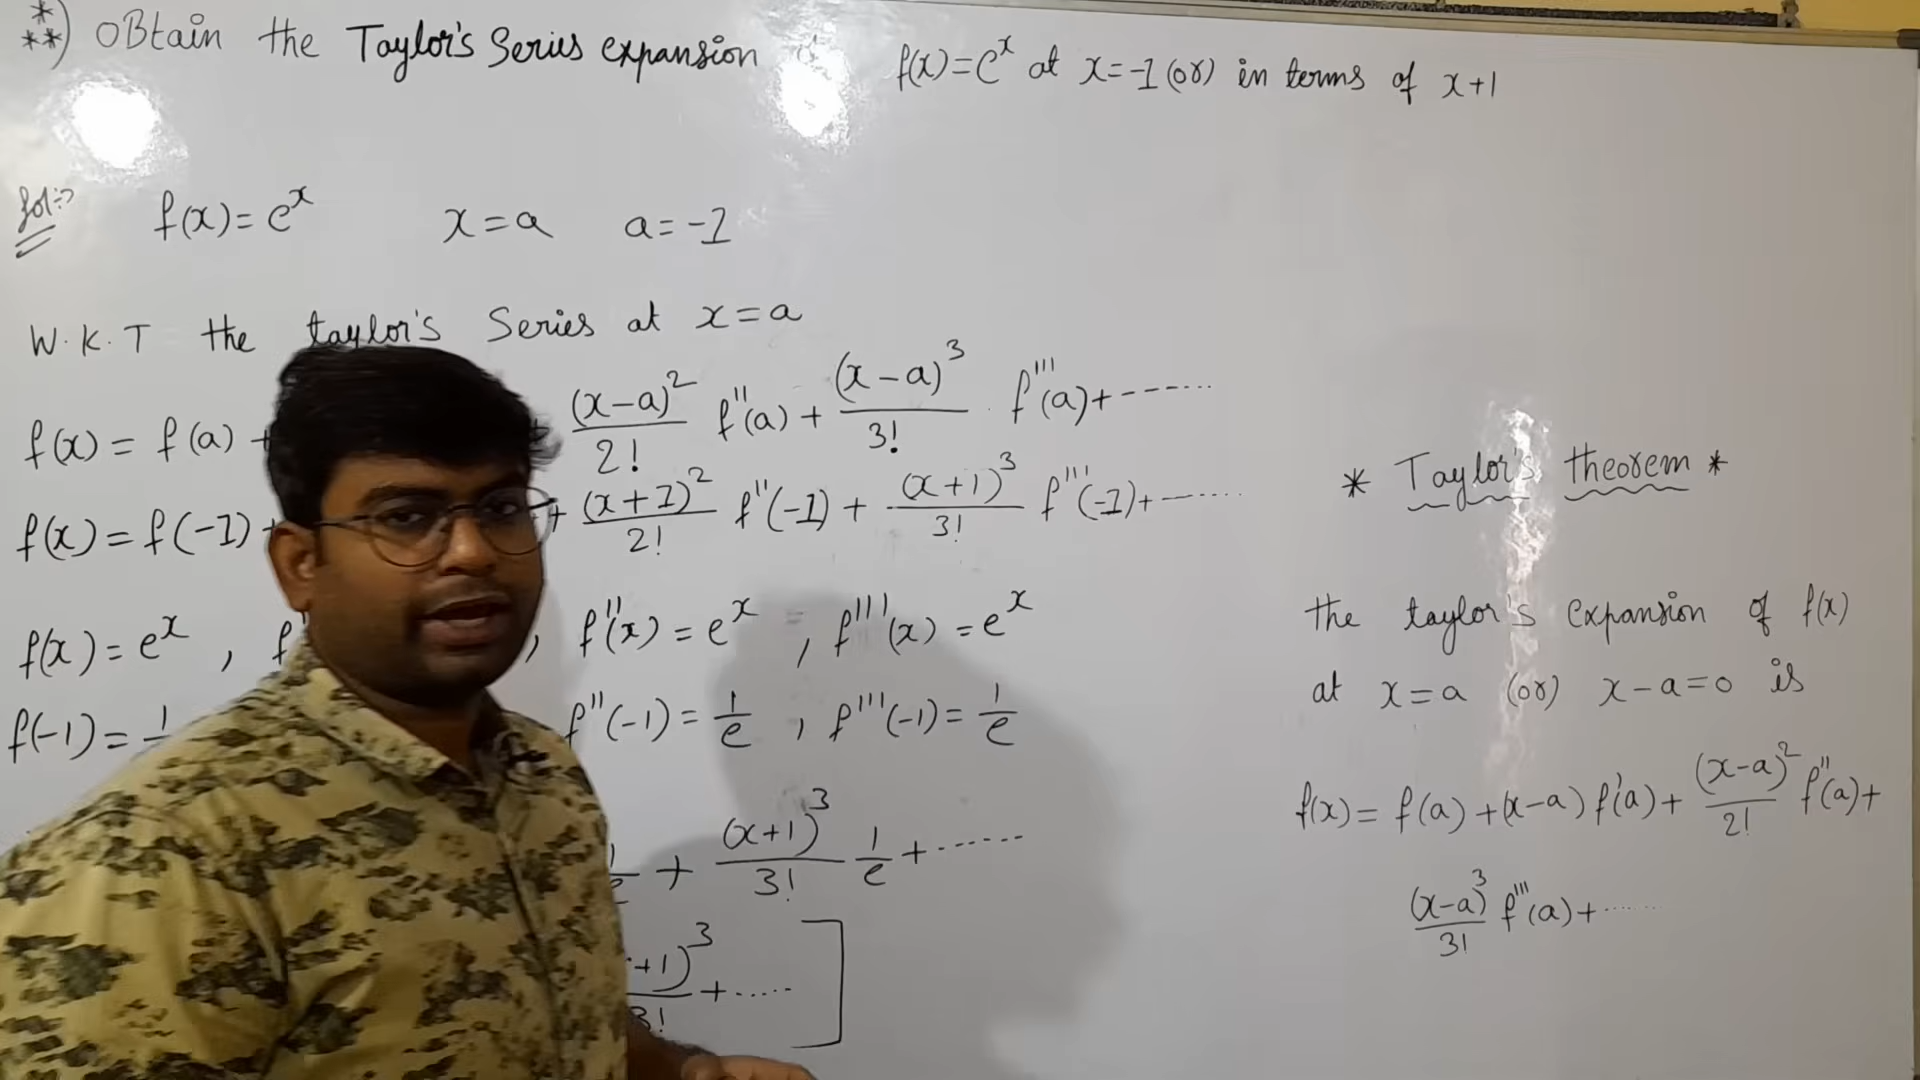 **) OBtain the Taylor's Series expansion f(x)=e^x at x=-1 (or) in terms of x+1
Sol:-> f(x)=e^x x=a a=-1
W.K.T the taylor's Series at x=a
f(x) = f(a) + (x-a)^2/2! f''(a) + (x-a)^3/3! . f'''(a)+-------
f(x) = f(-1) + (x+1)^2/2! f''(-1) + (x+1)^3/3! f'''(-1)+-------
f(x)=e^x , f' , f''(x) = e^x , f'''(x) = e^x
f(-1) = 1 f''(-1) = 1/e , f'''(-1) = 1/e
+ (x+1)^3/3! 1/e +......
+1)^3/3! +..... ]
* Taylor's theorem *
the taylor's expansion of f(x)
at x=a (or) x-a=0 is
f(x) = f(a) +(x-a) f'(a)+ (x-a)^2/2! f''(a)+
(x-a)^3/3! f'''(a)+.......